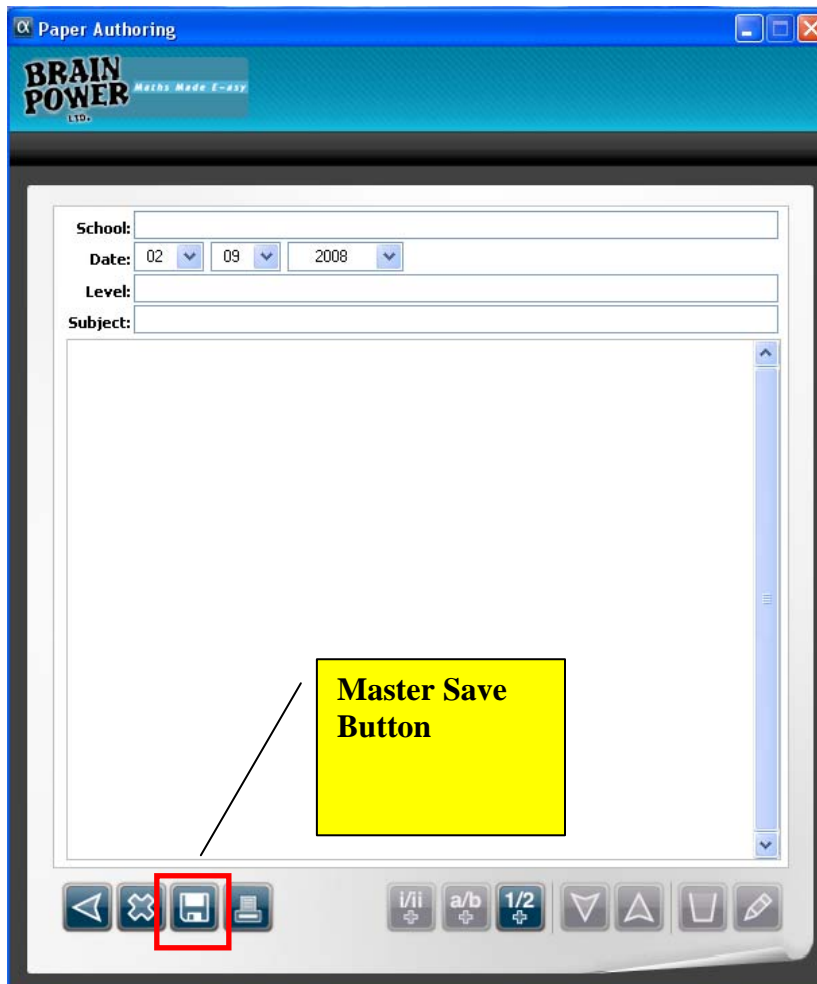 α Paper Authoring
BRAIN
POWER Maths Made E-asy
LTD.
School:
Date: 02 09 2008
Level:
Subject:
Master Save
Button
i/ii a/b 1/2